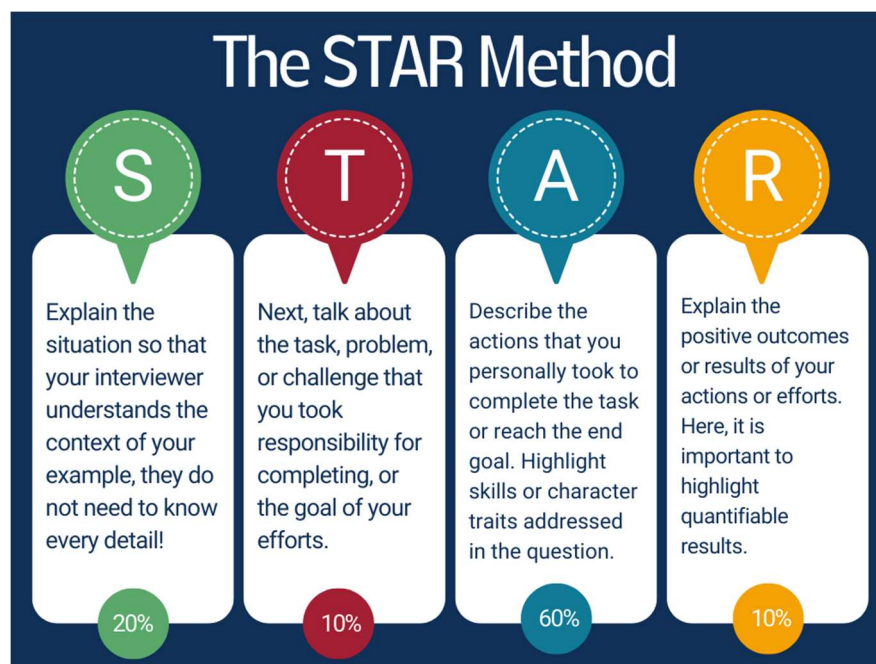 The STAR Method
S
T
A
R
Explain the
situation so that
your interviewer
understands the
context of your
example, they do
not need to know
every detail!
20%
Next, talk about
the task, problem,
or challenge that
you took
responsibility for
completing, or
the goal of your
efforts.
10%
Describe the
actions that you
personally took to
complete the task
or reach the end
goal. Highlight
skills or character
traits addressed
in the question.
60%
Explain the
positive outcomes
or results of your
actions or efforts.
Here, it is
important to
highlight
quantifiable
results.
10%